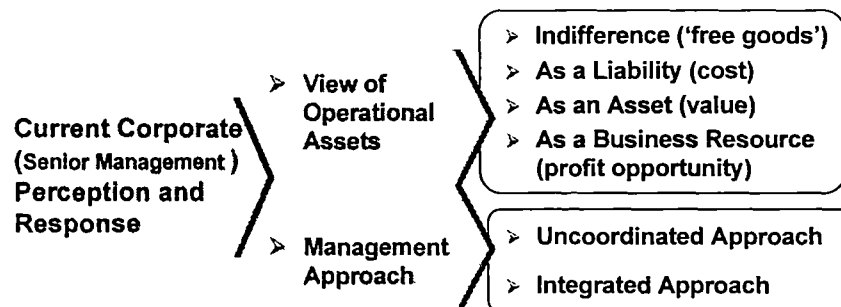 Current Corporate
(Senior Management)
Perception and
Response
➢ View of
Operational
Assets
➢ Management
Approach
➢ Indifference (‘free goods’)
➢ As a Liability (cost)
➢ As an Asset (value)
➢ As a Business Resource
(profit opportunity)
➢ Uncoordinated Approach
➢ Integrated Approach